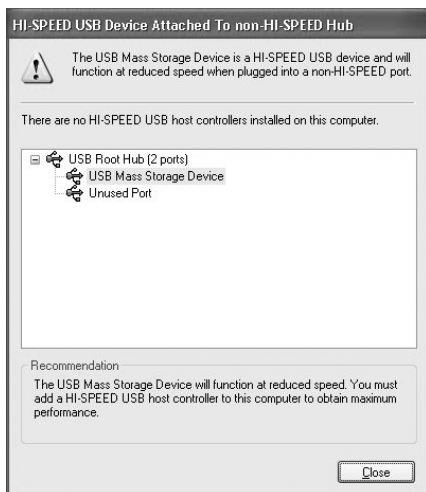 HI-SPEED USB Device Attached To non-HI-SPEED Hub
The USB Mass Storage Device is a HI-SPEED USB device and will
function at reduced speed when plugged into a non-HI-SPEED port.
There are no HI-SPEED USB host controllers installed on this computer.
USB Root Hub (2 ports)
USB Mass Storage Device
Unused Port
Recommendation
The USB Mass Storage Device will function at reduced speed. You must
add a HI-SPEED USB host controller to this computer to obtain maximum
performance.
Close